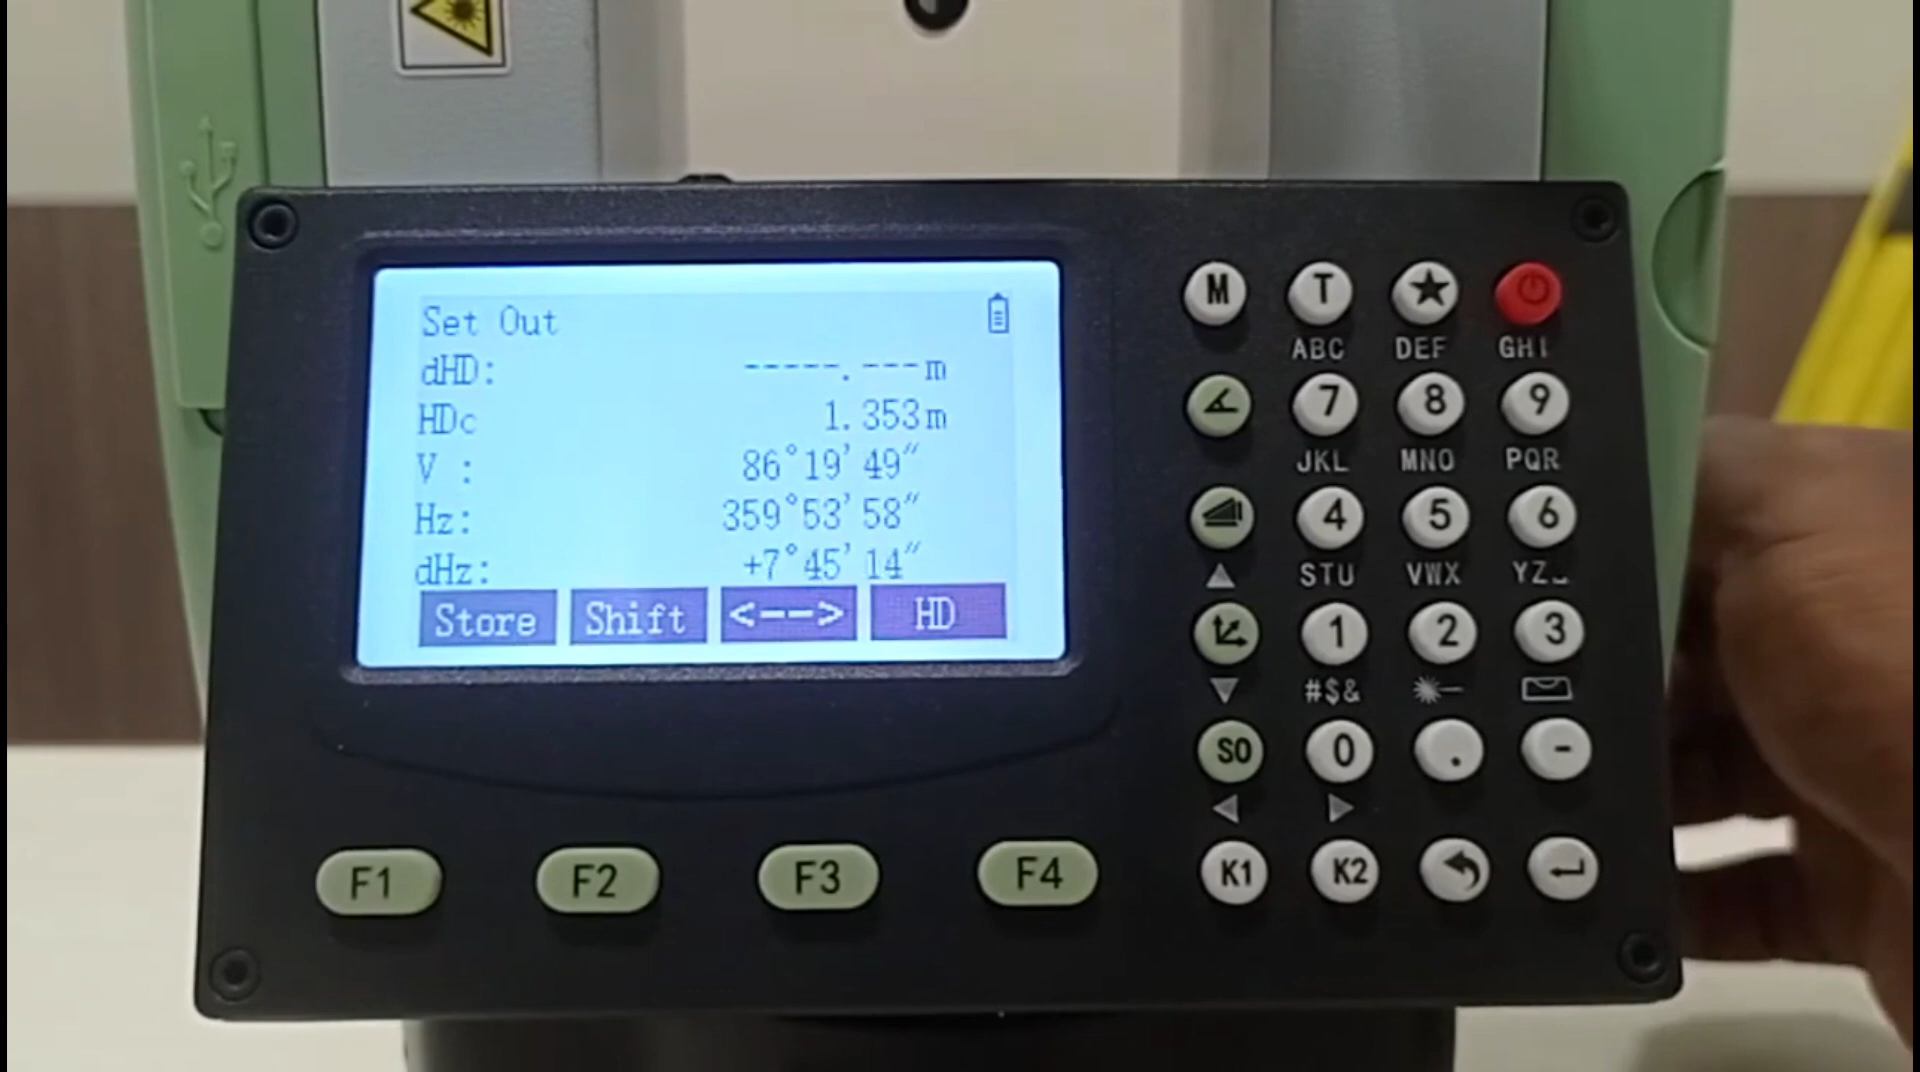 Set Out
dHD: -----.---m
HDc 1.353m
V : 86°19'49"
Hz: 359°53'58"
dHz: +7°45'14"
Store Shift <--> HD
M T ★
ABC DEF GHI
7 8 9
JKL MNO PQR
4 5 6
STU VWX YZ_
1 2 3
#$&
SO 0 . -
F1 F2 F3 F4 K1 K2